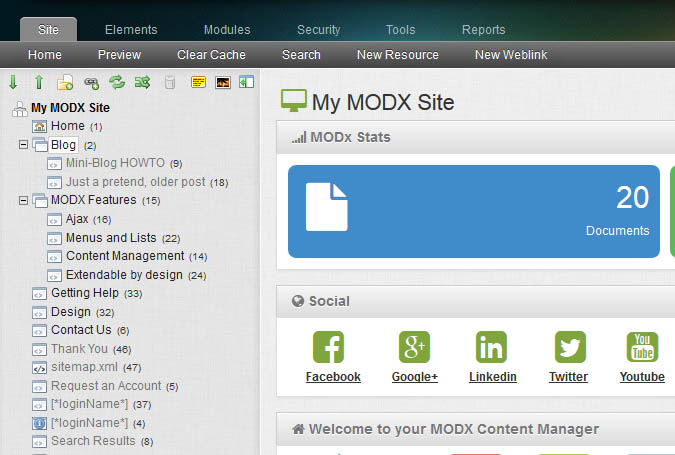 Site Elements Modules Security Tools Reports
Home Preview Clear Cache Search New Resource New Weblink
My MODX Site
Home (1)
Blog (2)
Mini-Blog HOWTO (9)
Just a pretend, older post (18)
MODX Features (15)
Ajax (16)
Menus and Lists (22)
Content Management (14)
Extendable by design (24)
Getting Help (33)
Design (32)
Contact Us (6)
Thank You (46)
sitemap.xml (47)
Request an Account (5)
[*loginName*] (37)
[*loginName*] (4)
Search Results (8)
My MODX Site
MODx Stats
20
Documents
Social
Facebook Google+ Linkedin Twitter Youtube
Welcome to your MODX Content Manager